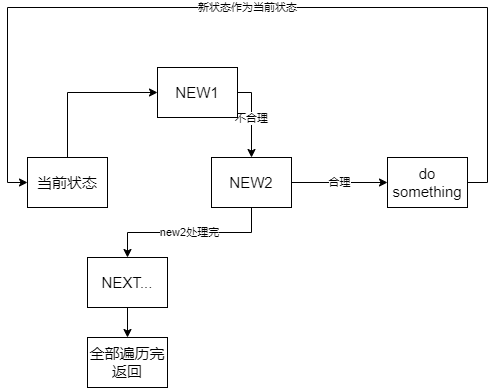 新状态作为当前状态
NEW1
不合理
当前状态
NEW2
合理
do
something
new2处理完
NEXT...
全部遍历完
返回